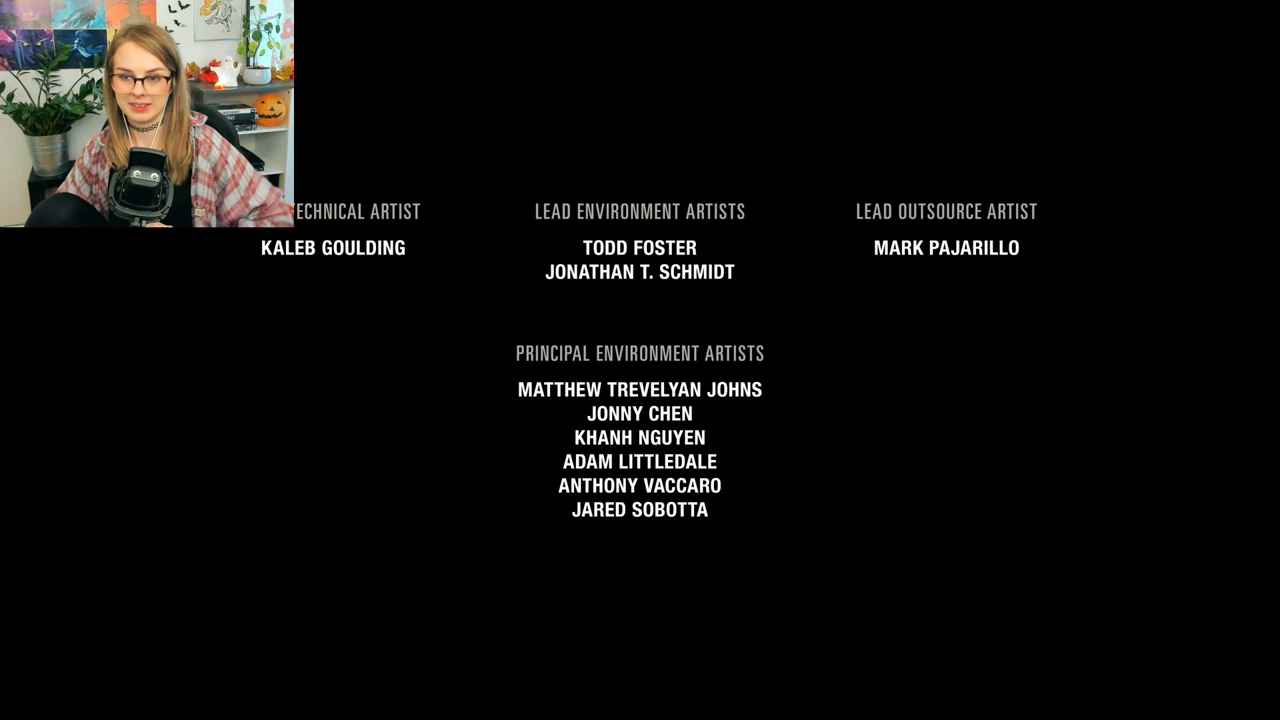 TECHNICAL ARTIST
KALEB GOULDING
LEAD ENVIRONMENT ARTISTS
TODD FOSTER
JONATHAN T. SCHMIDT
LEAD OUTSOURCE ARTIST
MARK PAJARILLO
PRINCIPAL ENVIRONMENT ARTISTS
MATTHEW TREVELYAN JOHNS
JONNY CHEN
KHANH NGUYEN
ADAM LITTLEDALE
ANTHONY VACCARO
JARED SOBOTTA